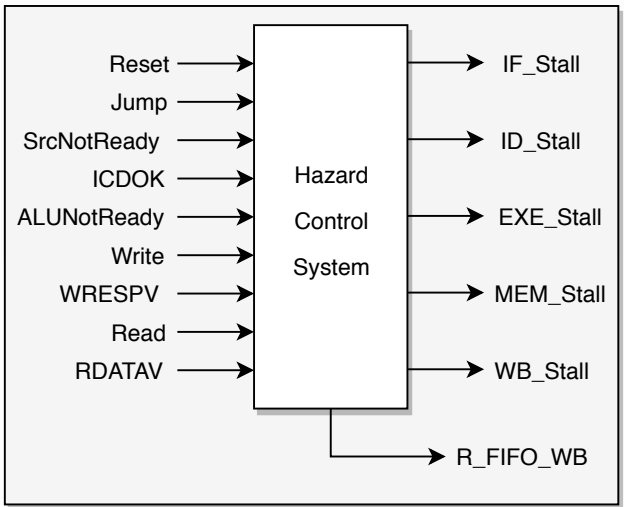 Reset
Jump
SrcNotReady
ICDOK
ALUNotReady
Write
WRESPV
Read
RDATAV
Hazard
Control
System
IF_Stall
ID_Stall
EXE_Stall
MEM_Stall
WB_Stall
R_FIFO_WB